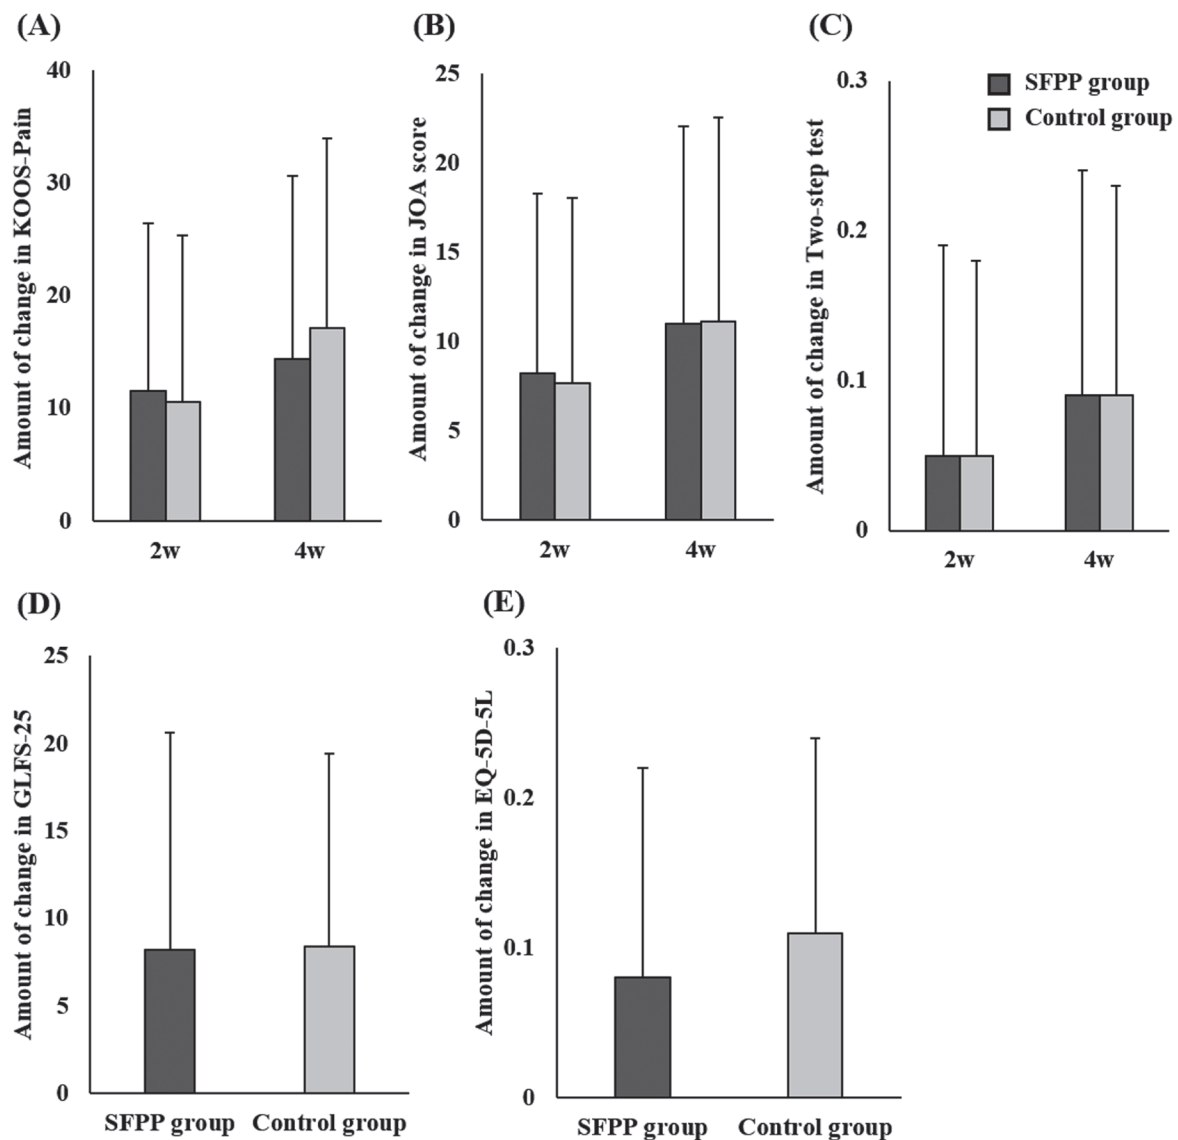 (A)
Amount of change in KOOS-Pain
40
30
20
10
0
2w 4w
(B)
Amount of change in JOA score
25
20
15
10
5
0
2w 4w
(C)
Amount of change in Two-step test
0.3
0.2
0.1
0
2w 4w
SFPP group
Control group
(D)
Amount of change in GLFS-25
25
20
15
10
5
0
SFPP group Control group
(E)
Amount of change in EQ-5D-5L
0.3
0.2
0.1
0
SFPP group Control group